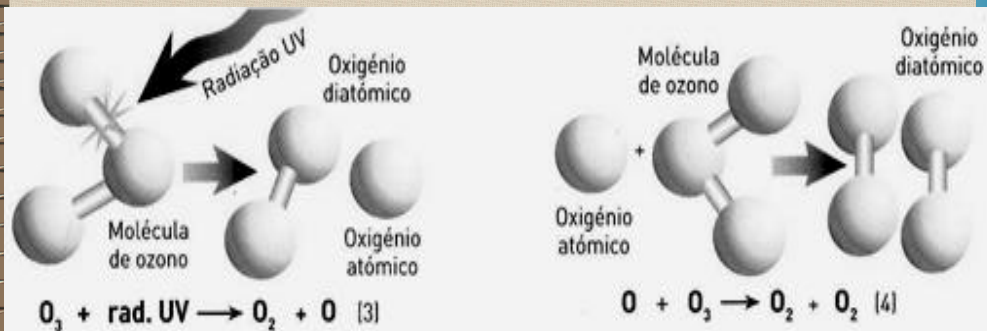 Radiação UV
Oxigénio
diatómico
Molécula
de ozono
Oxigénio
atómico
O₃ + rad. UV → O₂ + O (3)
Molécula
de ozono
Oxigénio
diatómico
+
Oxigénio
atómico
O + O₃ → O₂ + O₂ (4)